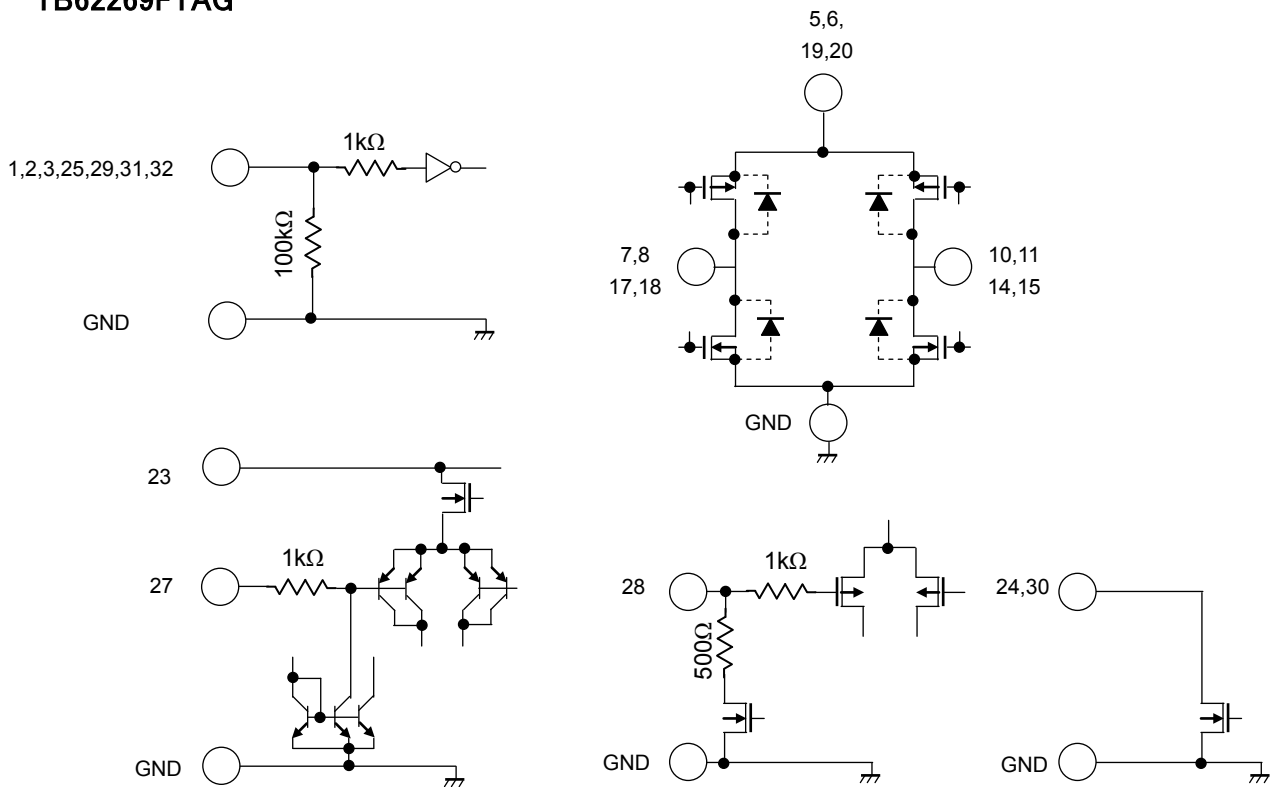 TB62269FTAG
5,6,
19,20
1kΩ
1,2,3,25,29,31,32
100kΩ
GND
7,8
17,18
10,11
14,15
GND
23
1kΩ
27
GND
1kΩ
28
500Ω
GND
24,30
GND